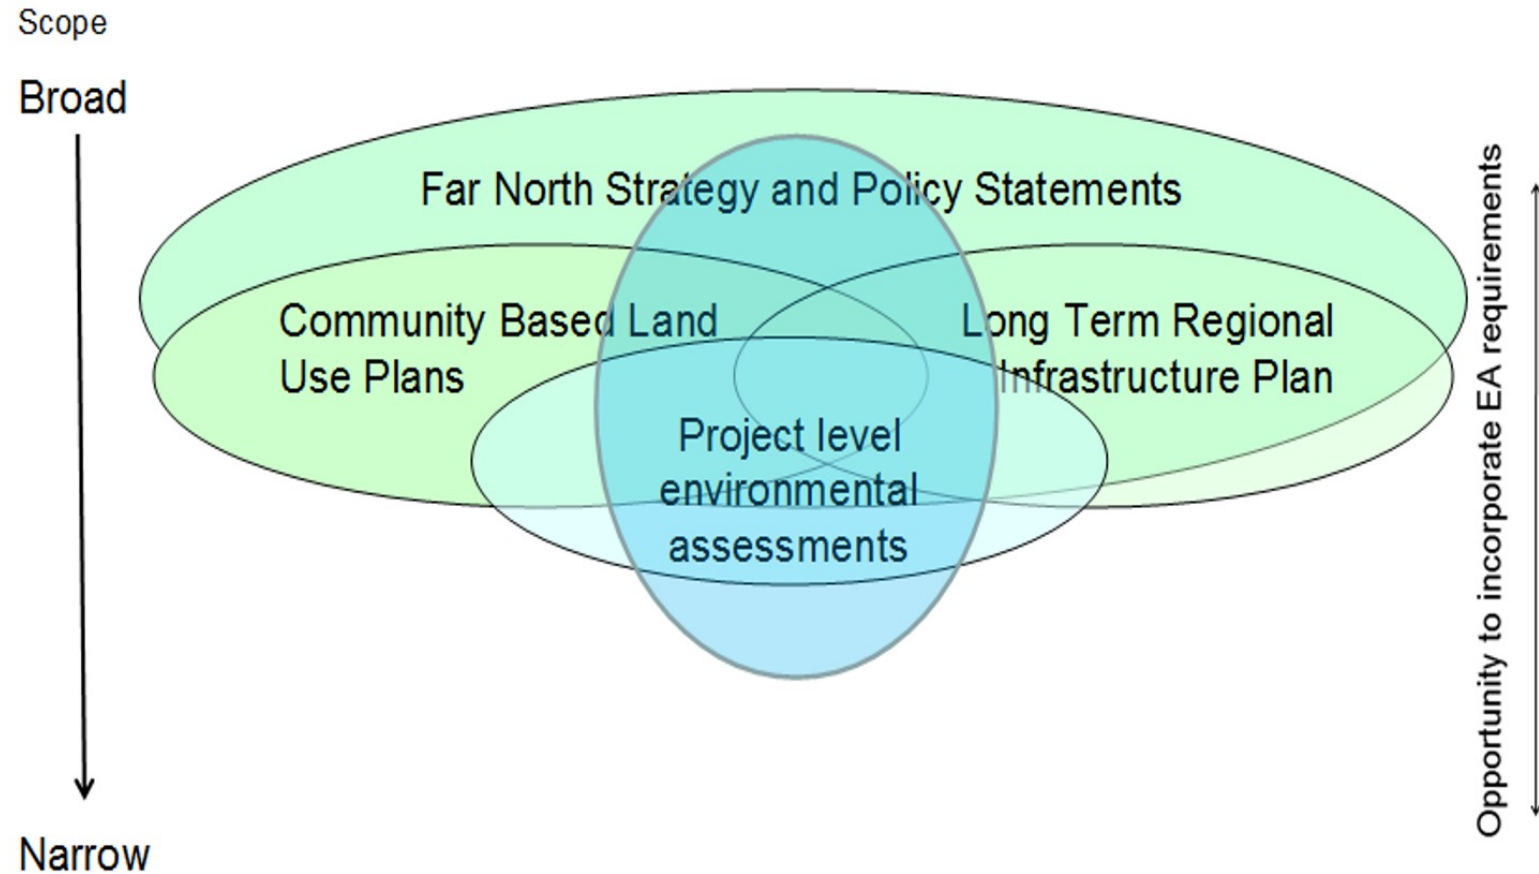 Scope
Broad
Far North Strategy and Policy Statements
Community Based Land
Use Plans
Long Term Regional
Infrastructure Plan
Project level
environmental
assessments
Narrow
Opportunity to incorporate EA requirements